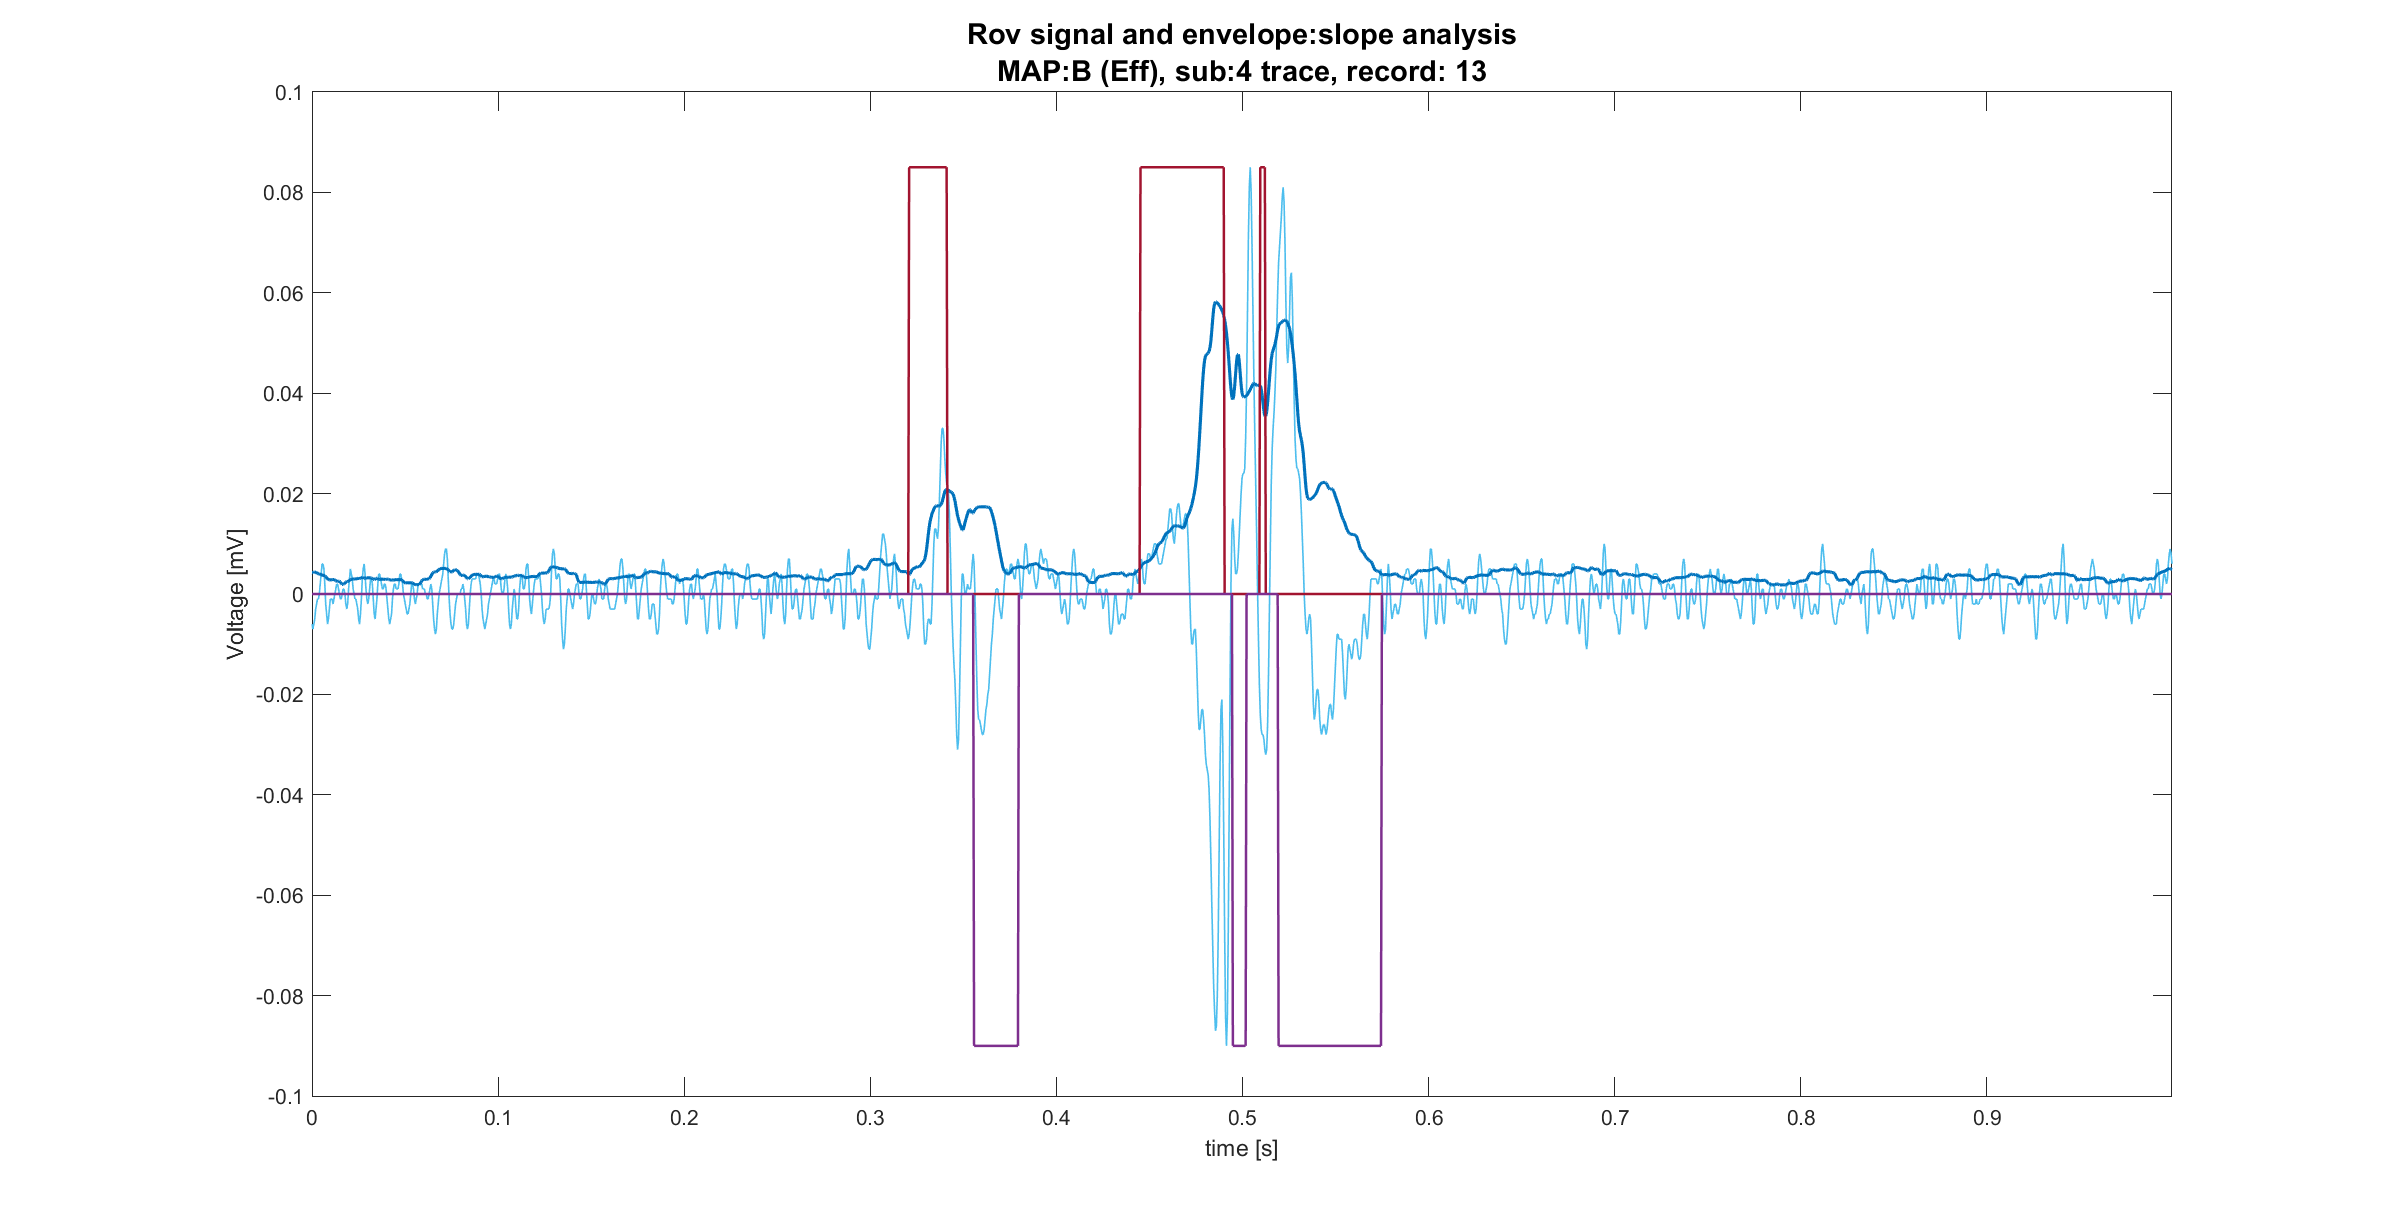 Rov signal and envelope:slope analysis
MAP:B (Eff), sub:4 trace, record: 13
0.1
0.08
0.06
0.04
0.02
0
-0.02
-0.04
-0.06
-0.08
-0.1
Voltage [mV]
0 0.1 0.2 0.3 0.4 0.5 0.6 0.7 0.8 0.9
time [s]